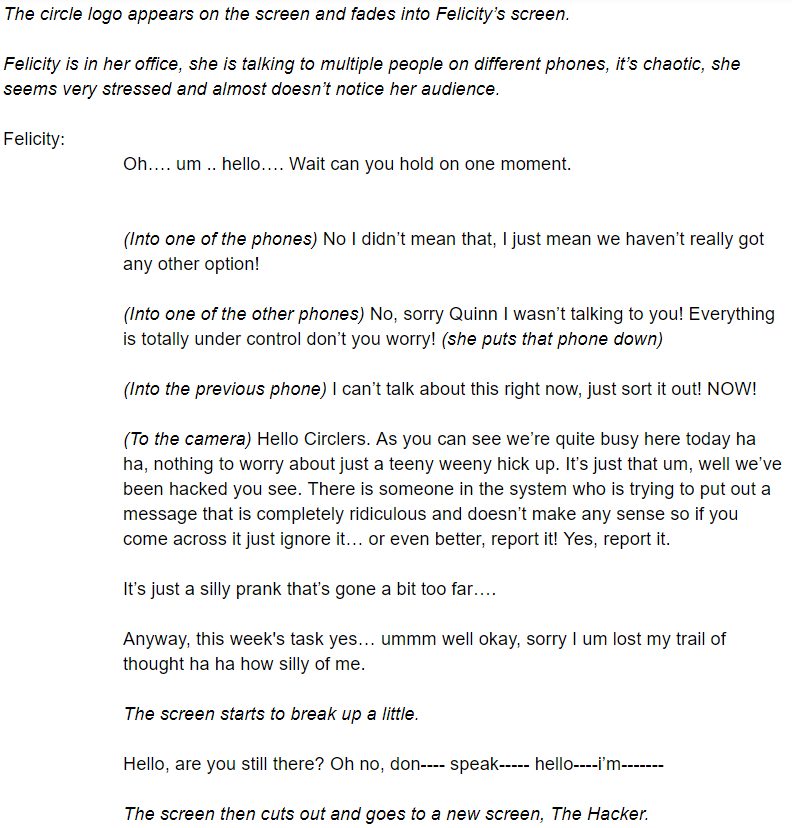 The circle logo appears on the screen and fades into Felicity’s screen.
Felicity is in her office, she is talking to multiple people on different phones, it’s chaotic, she
seems very stressed and almost doesn’t notice her audience.
Felicity:
Oh…. um .. hello…. Wait can you hold on one moment.
(Into one of the phones) No I didn’t mean that, I just mean we haven’t really got
any other option!
(Into one of the other phones) No, sorry Quinn I wasn’t talking to you! Everything
is totally under control don’t you worry! (she puts that phone down)
(Into the previous phone) I can’t talk about this right now, just sort it out! NOW!
(To the camera) Hello Circlers. As you can see we’re quite busy here today ha
ha, nothing to worry about just a teeny weeny hick up. It’s just that um, well we’ve
been hacked you see. There is someone in the system who is trying to put out a
message that is completely ridiculous and doesn’t make any sense so if you
come across it just ignore it… or even better, report it! Yes, report it.
It’s just a silly prank that’s gone a bit too far….
Anyway, this week's task yes… ummm well okay, sorry I um lost my trail of
thought ha ha how silly of me.
The screen starts to break up a little.
Hello, are you still there? Oh no, don---- speak----- hello----i’m-------
The screen then cuts out and goes to a new screen, The Hacker.